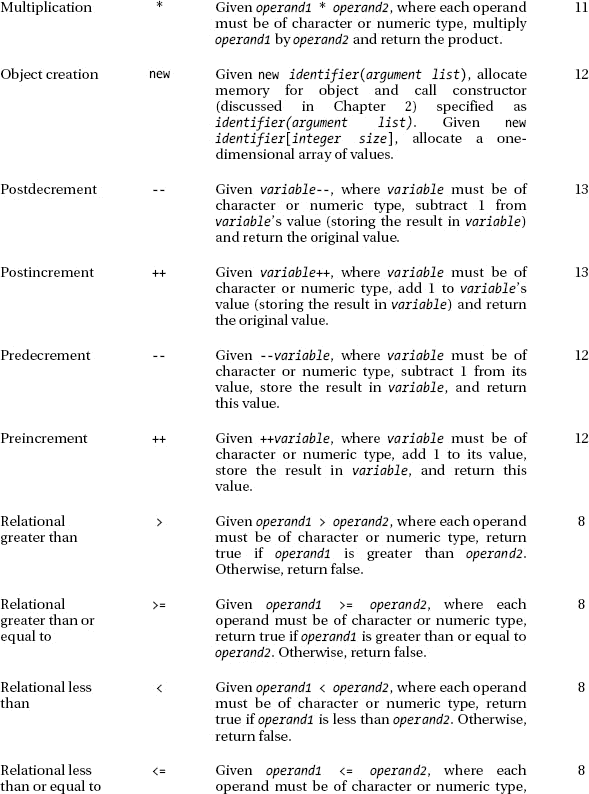 Multiplication * Given operand1 * operand2, where each operand 11
must be of character or numeric type, multiply
operand1 by operand2 and return the product.
Object creation new Given new identifier(argument list), allocate 12
memory for object and call constructor
(discussed in Chapter 2) specified as
identifier(argument list). Given new
identifier[integer size], allocate a one-
dimensional array of values.
Postdecrement -- Given variable--, where variable must be of 13
character or numeric type, subtract 1 from
variable's value (storing the result in variable)
and return the original value.
Postincrement ++ Given variable++, where variable must be of 13
character or numeric type, add 1 to variable's
value (storing the result in variable) and return
the original value.
Predecrement -- Given --variable, where variable must be of 12
character or numeric type, subtract 1 from its
value, store the result in variable, and return
this value.
Preincrement ++ Given ++variable, where variable must be of 12
character or numeric type, add 1 to its value,
store the result in variable, and return this
value.
Relational > Given operand1 > operand2, where each operand 8
greater than must be of character or numeric type, return
true if operand1 is greater than operand2.
Otherwise, return false.
Relational >= Given operand1 >= operand2, where each 8
greater than or operand must be of character or numeric type,
equal to return true if operand1 is greater than or equal to
operand2. Otherwise, return false.
Relational less < Given operand1 < operand2, where each operand 8
than must be of character or numeric type, return
true if operand1 is less than operand2. Otherwise,
return false.
Relational less <= Given operand1 <= operand2, where each 8
than or equal to operand must be of character or numeric type,